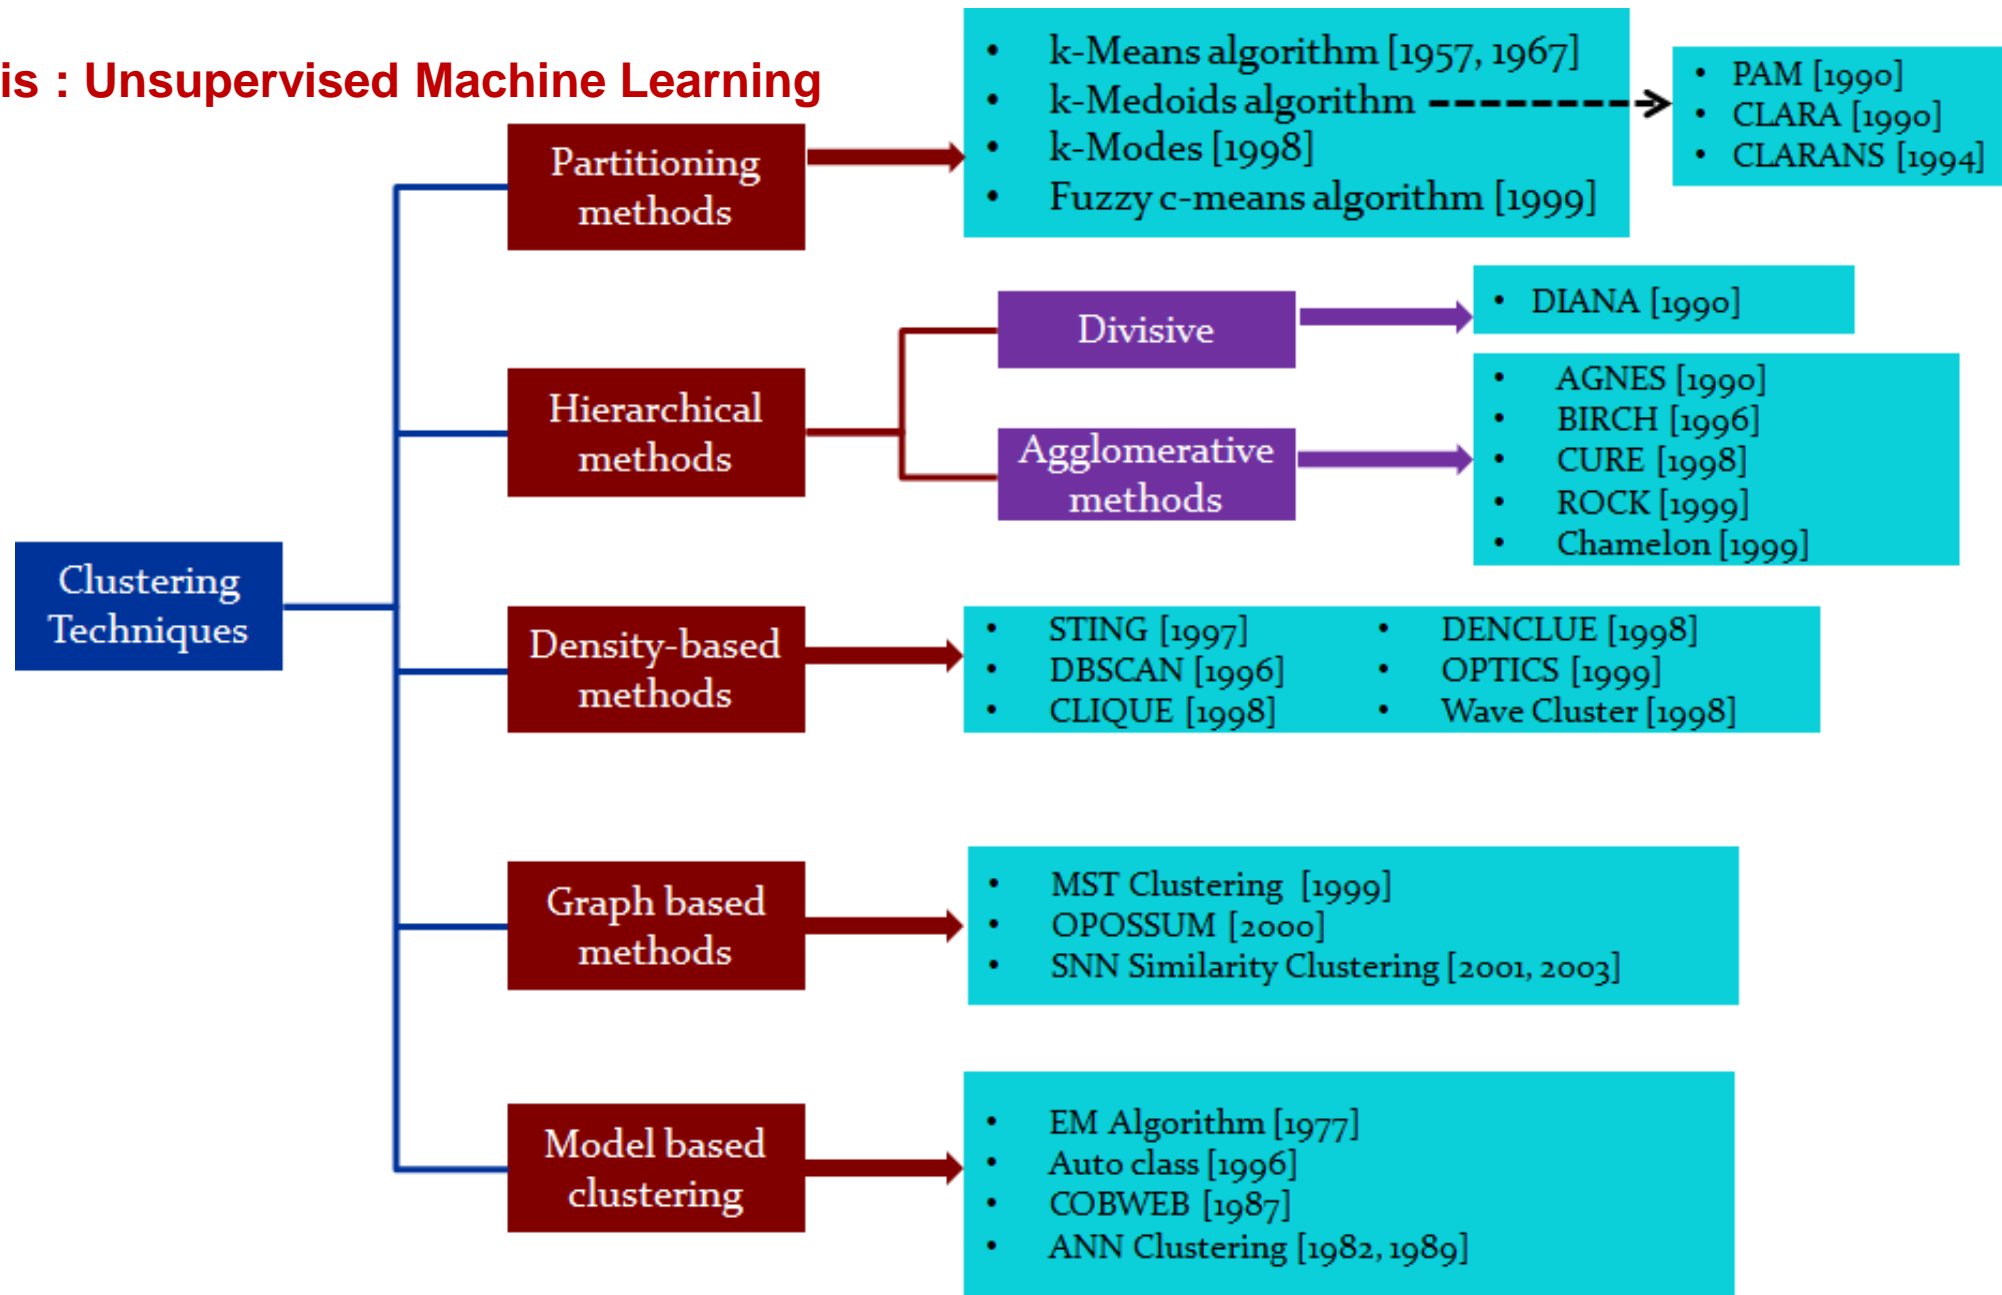 is : Unsupervised Machine Learning
Clustering
Techniques
Partitioning
methods
• k-Means algorithm [1957, 1967]
• k-Medoids algorithm
• k-Modes [1998]
• Fuzzy c-means algorithm [1999]
• PAM [1990]
• CLARA [1990]
• CLARANS [1994]
Hierarchical
methods
Divisive
• DIANA [1990]
Agglomerative
methods
• AGNES [1990]
• BIRCH [1996]
• CURE [1998]
• ROCK [1999]
• Chamelon [1999]
Density-based
methods
• STING [1997]
• DBSCAN [1996]
• CLIQUE [1998]
• DENCLUE [1998]
• OPTICS [1999]
• Wave Cluster [1998]
Graph based
methods
• MST Clustering [1999]
• OPOSSUM [2000]
• SNN Similarity Clustering [2001, 2003]
Model based
clustering
• EM Algorithm [1977]
• Auto class [1996]
• COBWEB [1987]
• ANN Clustering [1982, 1989]